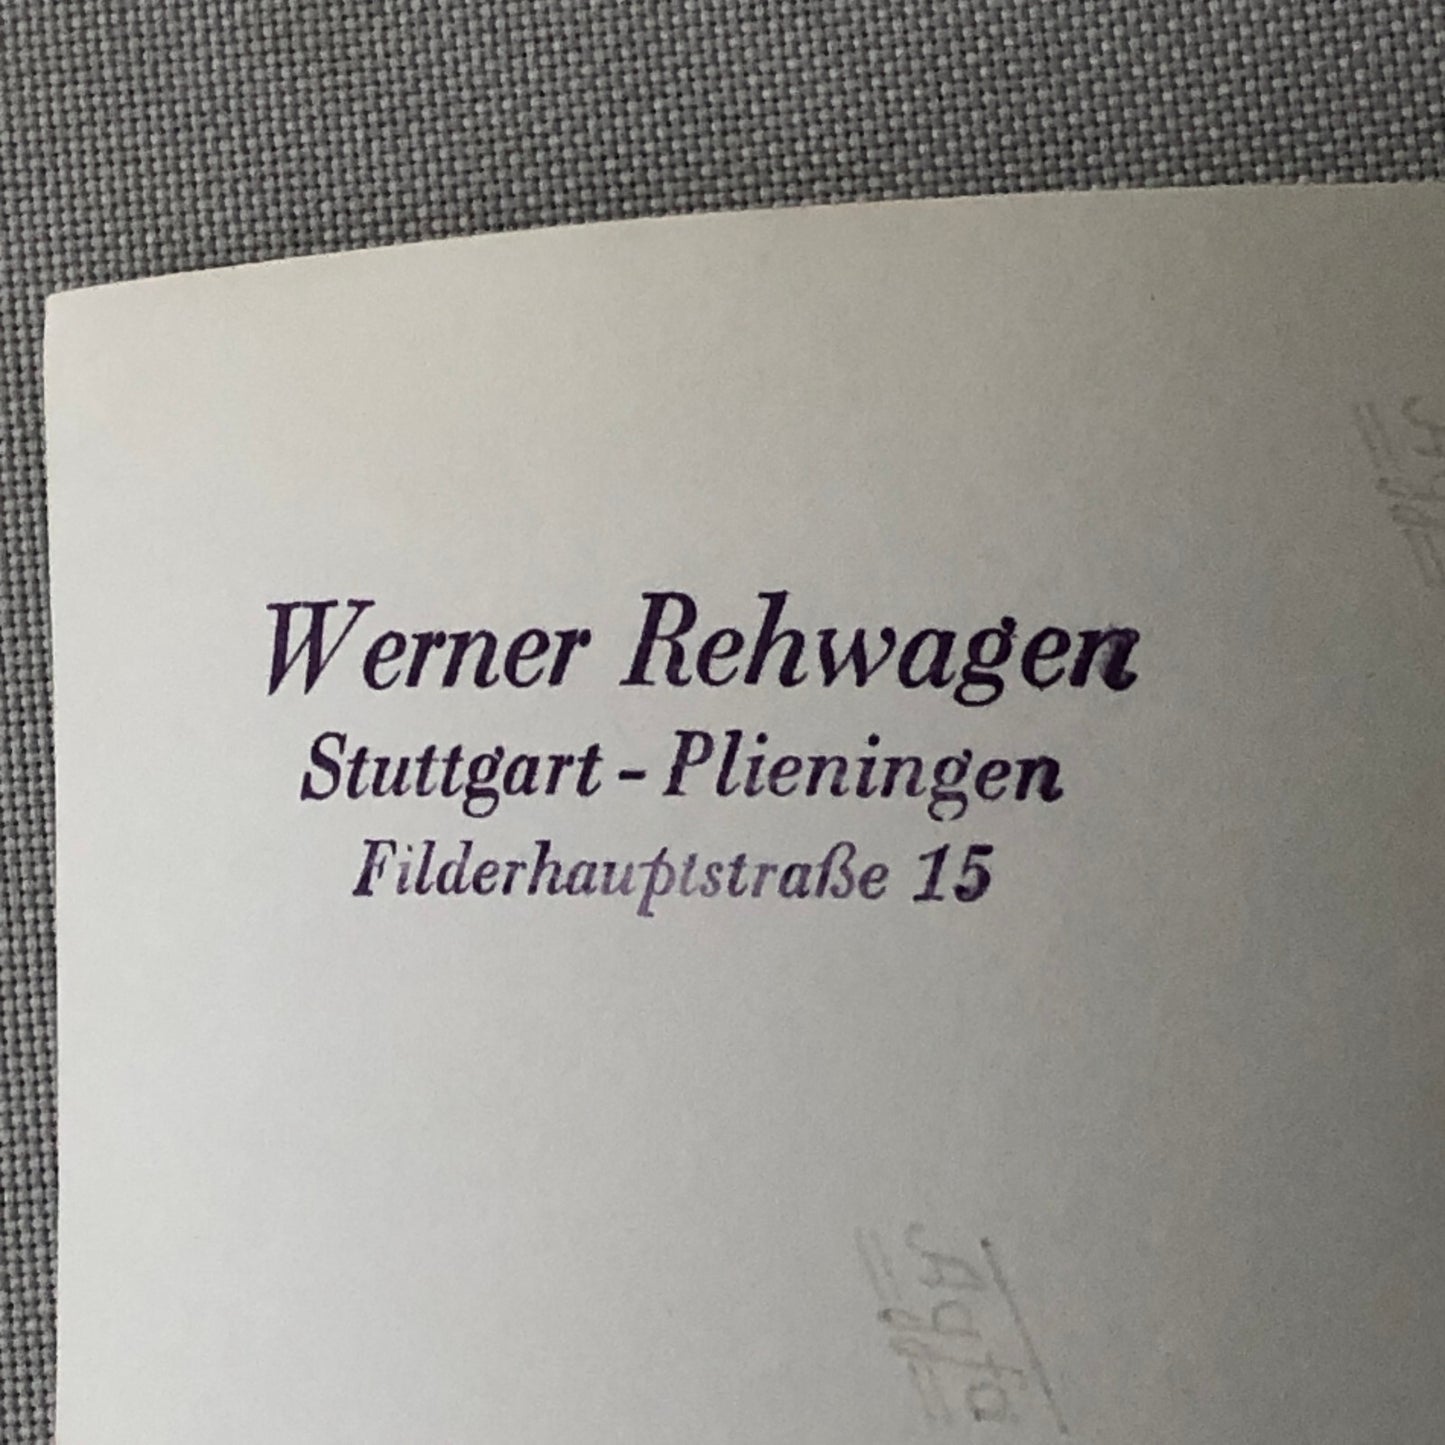 Werner Rehwagen
Stuttgart - Plieningen
Filderhauptstraße 15